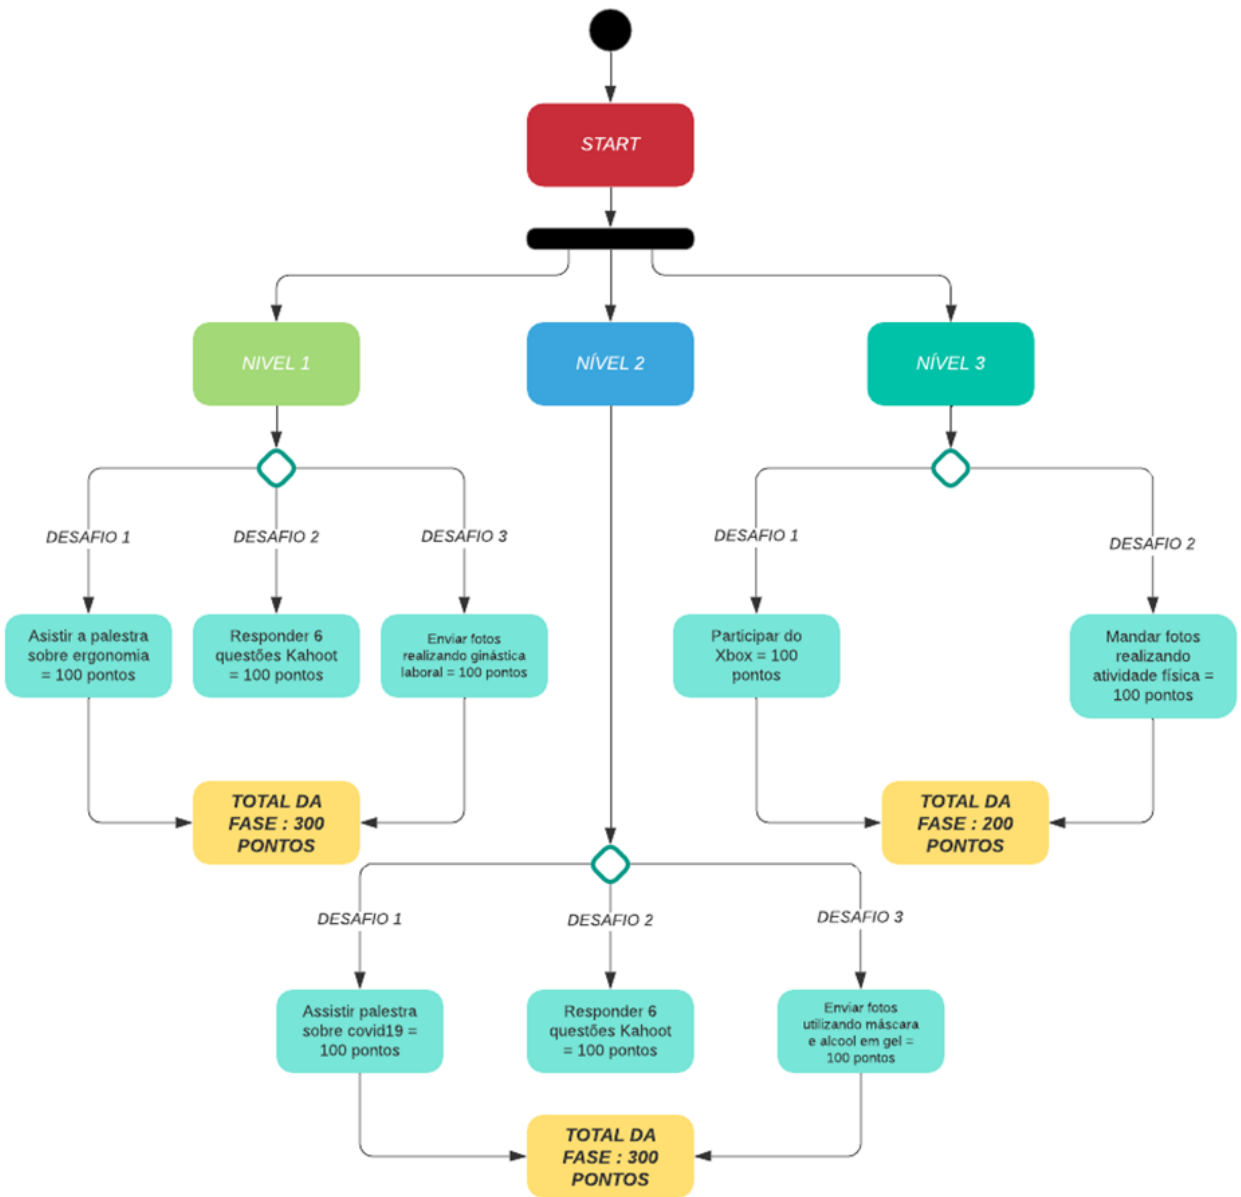 START
NIVEL 1
NÍVEL 2
NÍVEL 3
DESAFIO 1
DESAFIO 2
DESAFIO 3
DESAFIO 1
DESAFIO 2
Asistir a palestra
sobre ergonomia
= 100 pontos
Responder 6
questões Kahoot
= 100 pontos
Enviar fotos
realizando ginástica
laboral = 100 pontos
Participar do
Xbox = 100
pontos
Mandar fotos
realizando
atividade física =
100 pontos
TOTAL DA
FASE : 300
PONTOS
TOTAL DA
FASE : 200
PONTOS
DESAFIO 1
DESAFIO 2
DESAFIO 3
Assistir palestra
sobre covid19 =
100 pontos
Responder 6
questões Kahoot
= 100 pontos
Enviar fotos
utilizando máscara
e alcool em gel =
100 pontos
TOTAL DA
FASE : 300
PONTOS